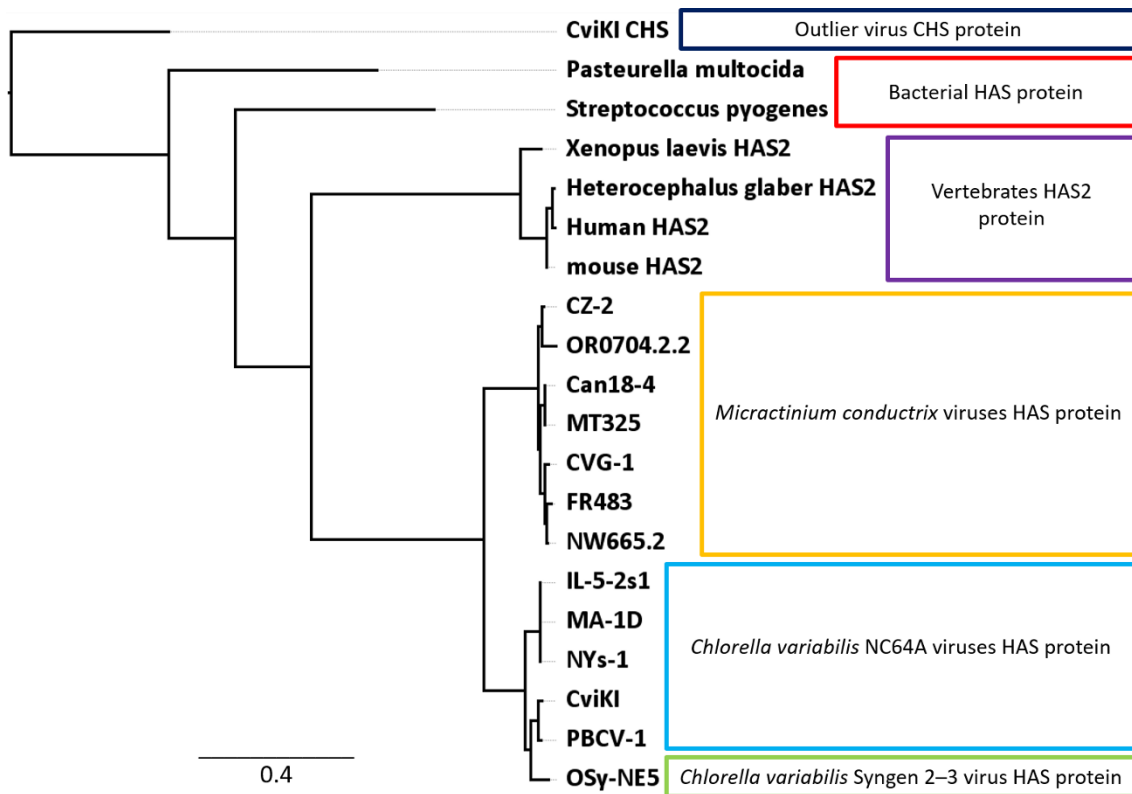 CviKI CHS
Outlier virus CHS protein
Pasteurella multocida
Bacterial HAS protein
Streptococcus pyogenes
Xenopus laevis HAS2
Heterocephalus glaber HAS2
Vertebrates HAS2
protein
Human HAS2
mouse HAS2
CZ-2
OR0704.2.2
Can18-4
Micractinium conductrix viruses HAS protein
MT325
CVG-1
FR483
NW665.2
IL-5-2s1
MA-1D
Chlorella variabilis NC64A viruses HAS protein
NYs-1
CviKI
PBCV-1
OSy-NE5
Chlorella variabilis Syngen 2–3 virus HAS protein
0.4